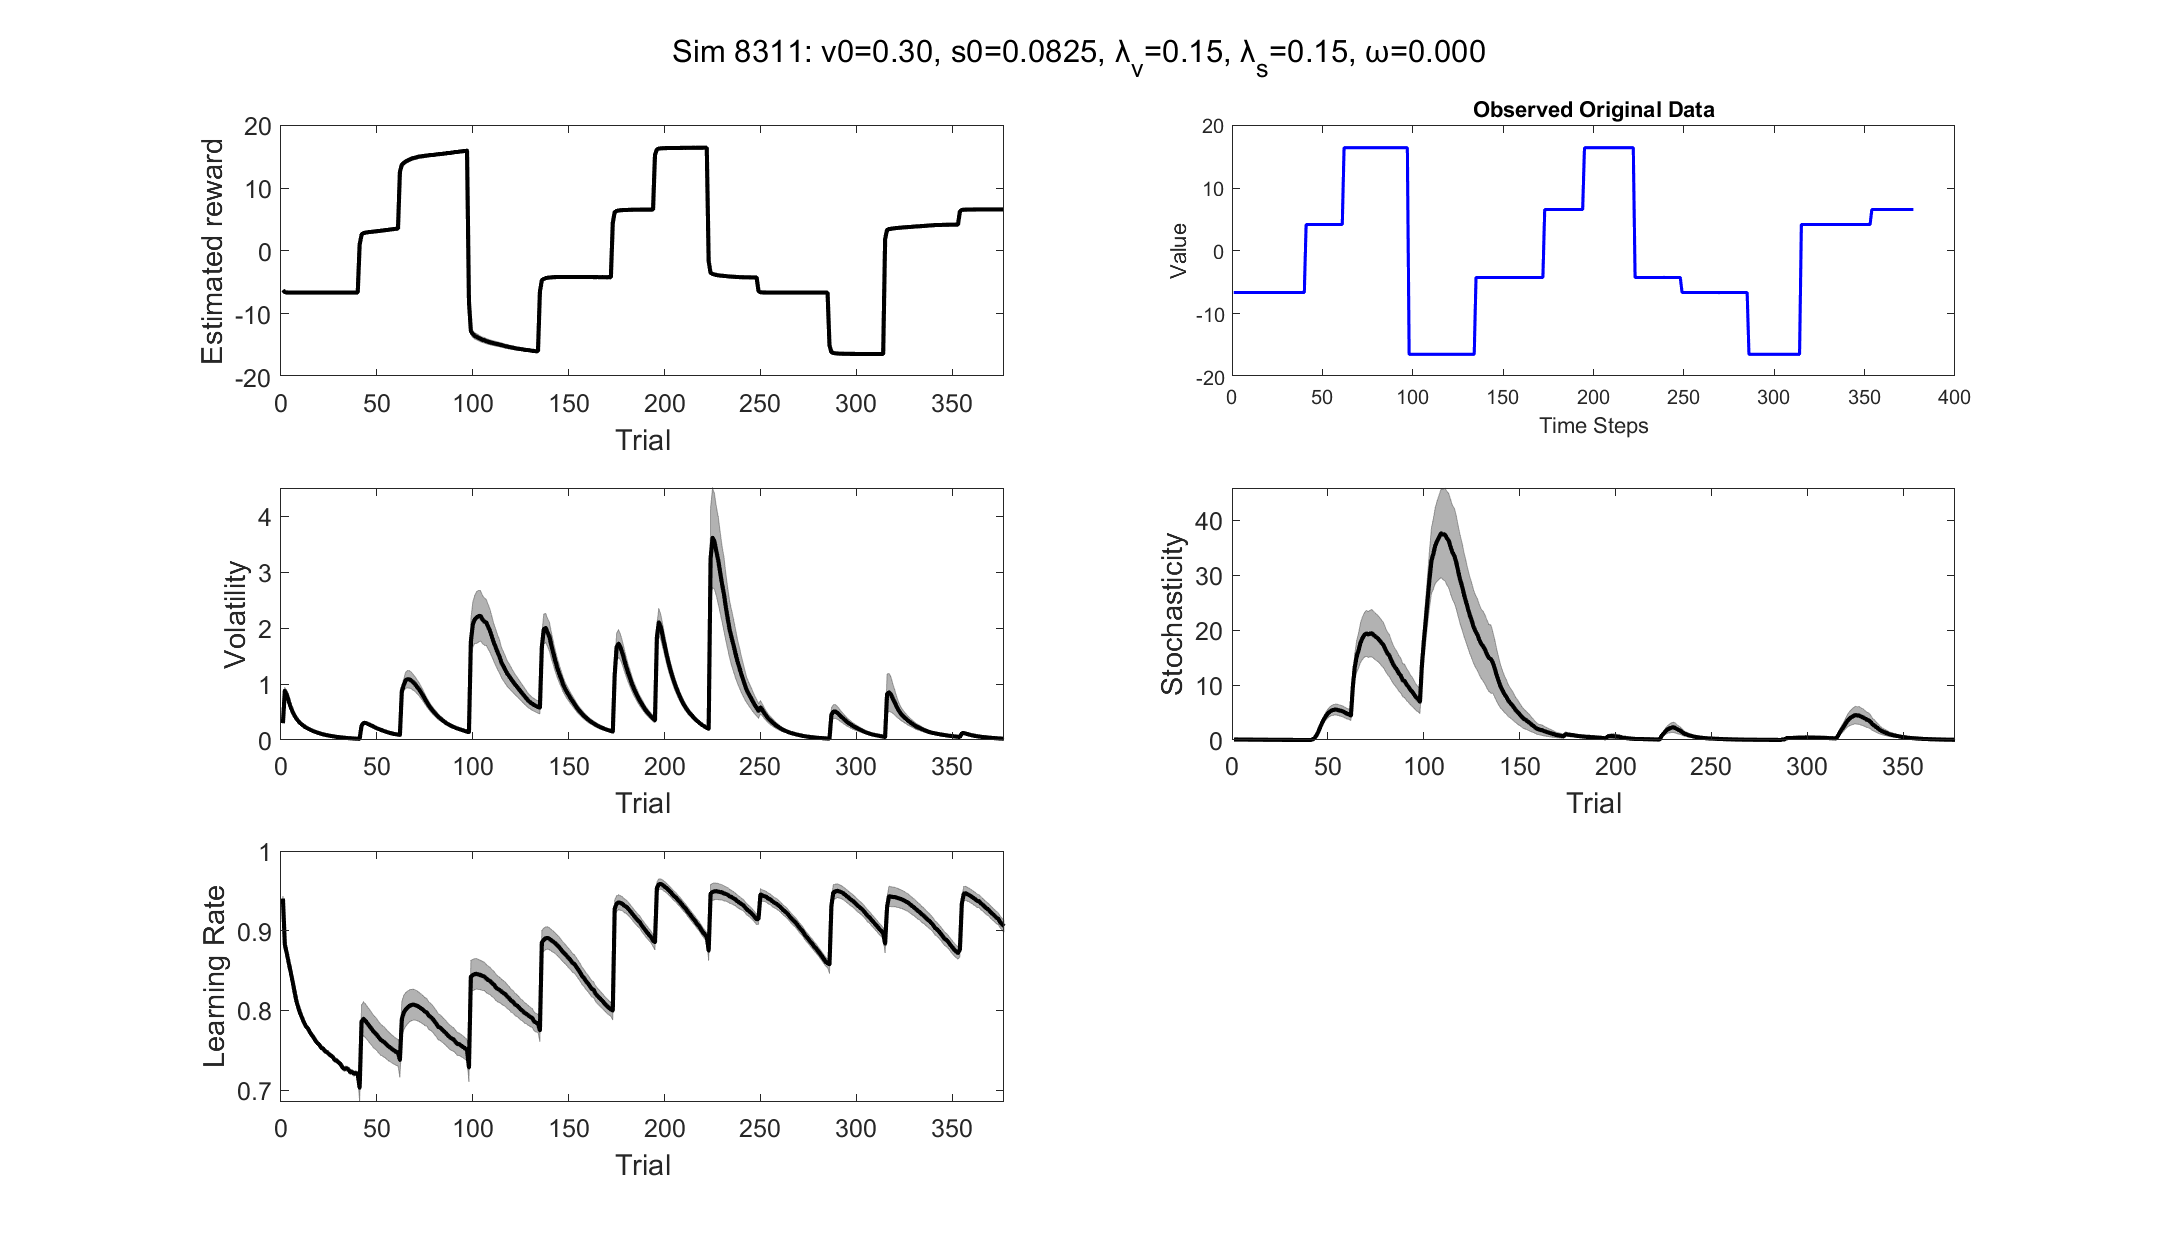 Sim 8311: v0=0.30, s0=0.0825, λ_v=0.15, λ_s=0.15, ω=0.000
Estimated reward
20
10
0
-10
-20
0 50 100 150 200 250 300 350
Trial
Observed Original Data
Value
20
10
0
-10
-20
0 50 100 150 200 250 300 350 400
Time Steps
Volatility
4
3
2
1
0
0 50 100 150 200 250 300 350
Trial
Stochasticity
40
30
20
10
0
0 50 100 150 200 250 300 350
Trial
Learning Rate
1
0.9
0.8
0.7
0 50 100 150 200 250 300 350
Trial